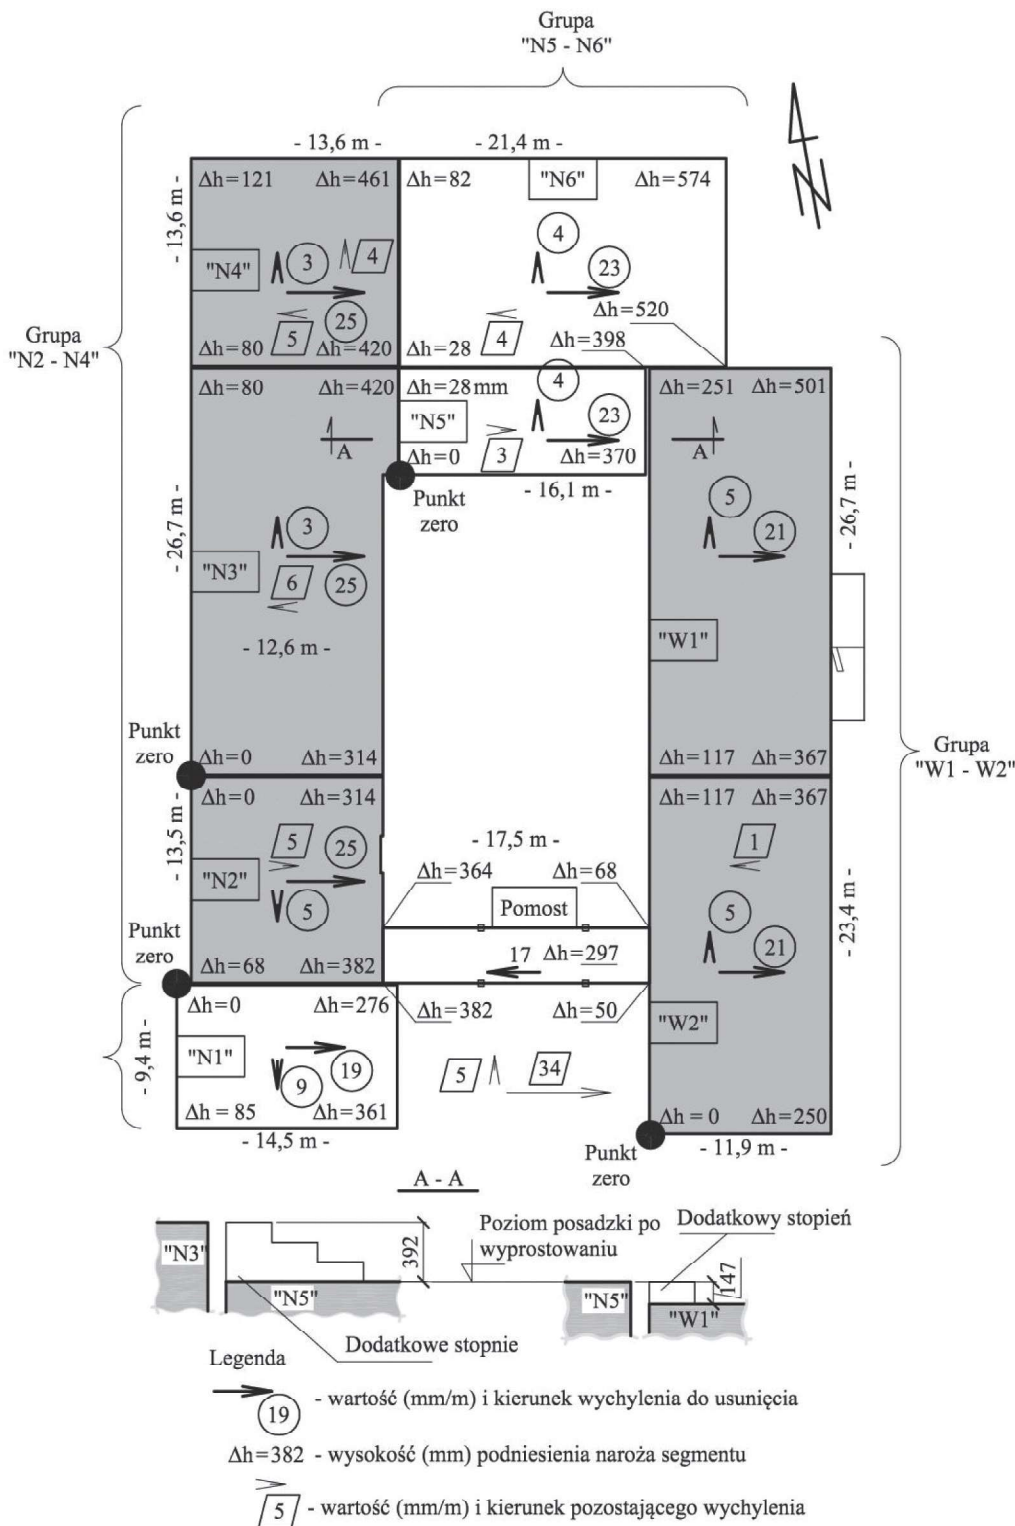 Grupa
"N5 - N6"
- 13,6 m -
- 21,4 m -
Δh=121
Δh=461
Δh=82
"N6"
Δh=574
- 13,6 m -
"N4"
3
4
4
23
5
25
4
Δh=520
Grupa
"N2 - N4"
Δh=80
Δh=420
Δh=28
Δh=398
Δh=80
Δh=420
Δh=28 mm
4
Δh=251
Δh=501
"N5"
23
A
Δh=0
3
Δh=370
A
Punkt
zero
- 16,1 m -
- 26,7 m -
- 26,7 m -
3
5
21
"N3"
6
25
- 12,6 m -
"W1"
Punkt
zero
Δh=0
Δh=314
Δh=117
Δh=367
Grupa
"W1 - W2"
Δh=0
Δh=314
Δh=117
Δh=367
- 13,5 m -
5
25
- 17,5 m -
1
"N2"
Δh=364
Δh=68
5
Pomost
5
- 23,4 m -
Punkt
zero
17
Δh=297
21
Δh=68
Δh=382
Δh=0
Δh=276
Δh=382
Δh=50
"W2"
- 9,4 m -
"N1"
9
19
5
34
Δh = 85
Δh=361
Δh = 0
Δh=250
- 14,5 m -
Punkt
zero
- 11,9 m -
A - A
"N3"
392
Poziom posadzki po
wyprostowaniu
Dodatkowy stopień
147
"N5"
"N5"
"W1"
Dodatkowe stopnie
Legenda
19
- wartość (mm/m) i kierunek wychylenia do usunięcia
Δh=382 - wysokość (mm) podniesienia naroża segmentu
5 - wartość (mm/m) i kierunek pozostającego wychylenia
N